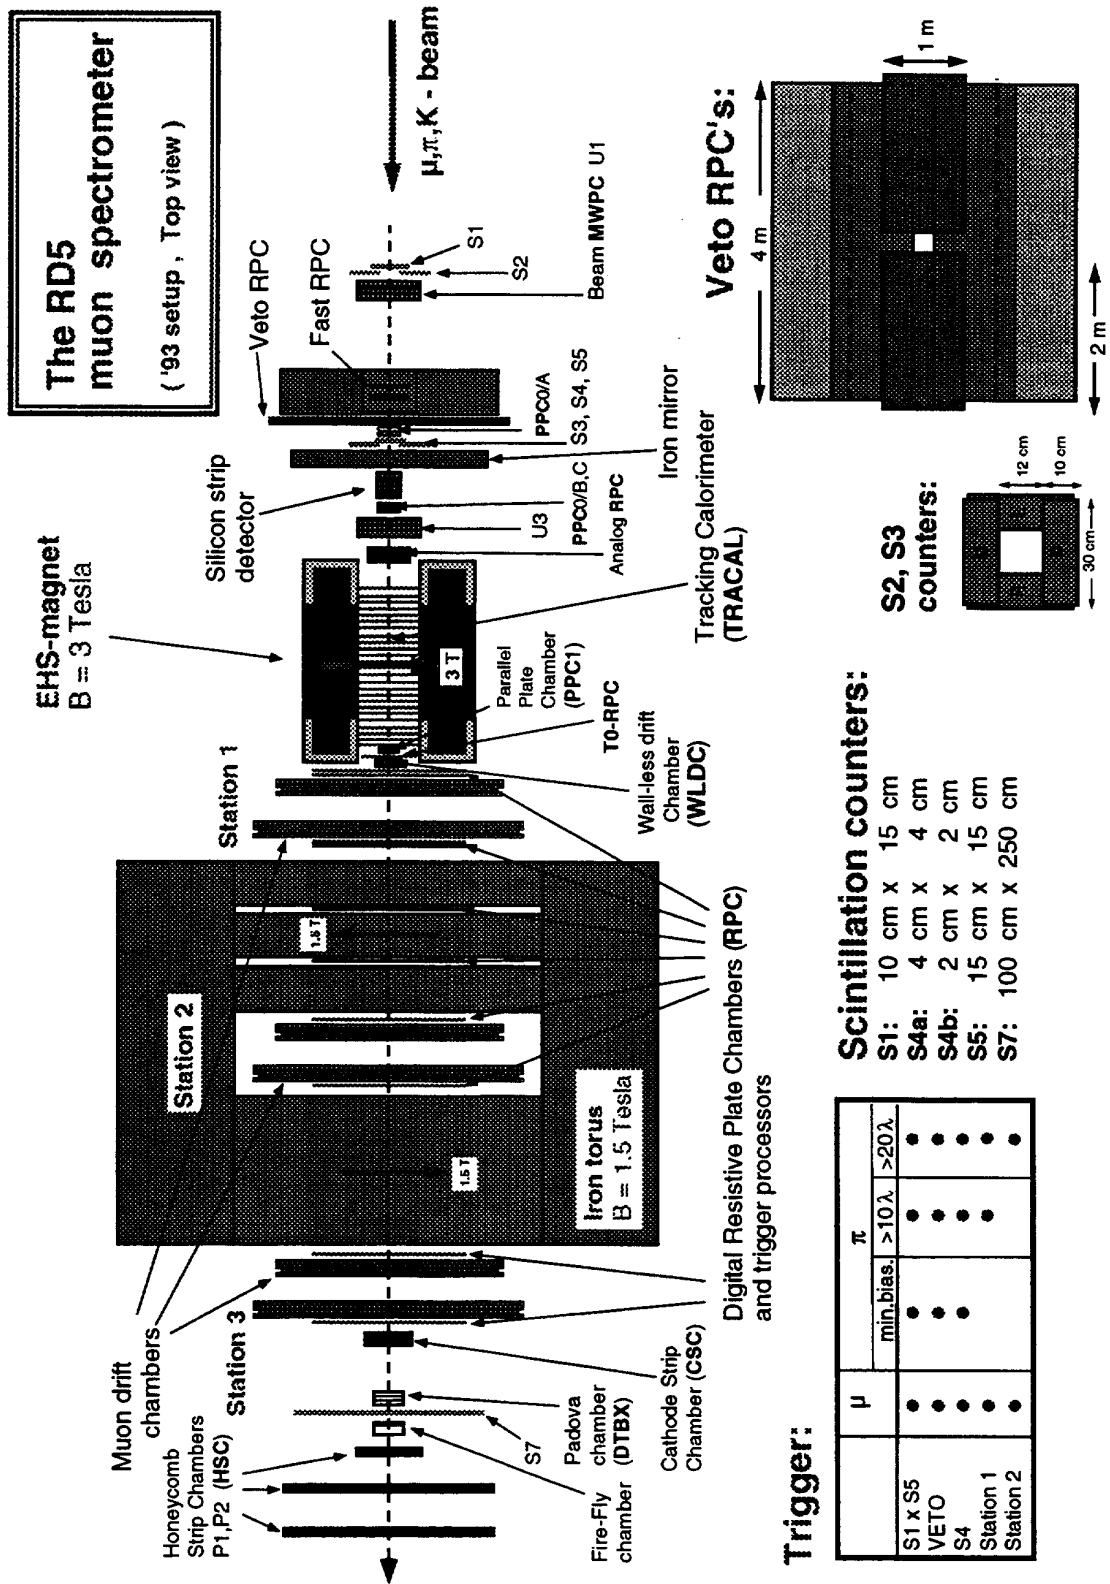 The RD5
muon spectrometer
( '93 setup , Top view )
μ,π,K - beam
EHS-magnet
B = 3 Tesla
Silicon strip
detector
Veto RPC
Fast RPC
S1
S2
Beam MWPC U1
PPC0/A
S3, S4, S5
Iron mirror
PPC0/B,C
U3
Analog RPC
Tracking Calorimeter
(TRACAL)
3 T
Parallel
Plate
Chamber
(PPC1)
T0-RPC
Wall-less drift
Chamber
(WLDC)
Station 1
Station 2
Station 3
1.5 T
1.5 T
Iron torus
B = 1.5 Tesla
Muon drift
chambers
Honeycomb
Strip Chambers
P1,P2 (HSC)
Digital Resistive Plate Chambers (RPC)
and trigger processors
Cathode Strip
Chamber (CSC)
Padova
chamber
(DTBX)
S7
Fire-Fly
chamber
Trigger:
μ π
min.bias. >10λ >20λ
S1 x S5 ● ● ● ●
VETO ● ● ● ●
S4 ● ● ● ●
Station 1 ● ● ●
Station 2 ● ●
Scintillation counters:
S1: 10 cm x 15 cm
S4a: 4 cm x 4 cm
S4b: 2 cm x 2 cm
S5: 15 cm x 15 cm
S7: 100 cm x 250 cm
S2, S3
counters:
12 cm
10 cm
30 cm
Veto RPC's:
4 m
1 m
2 m